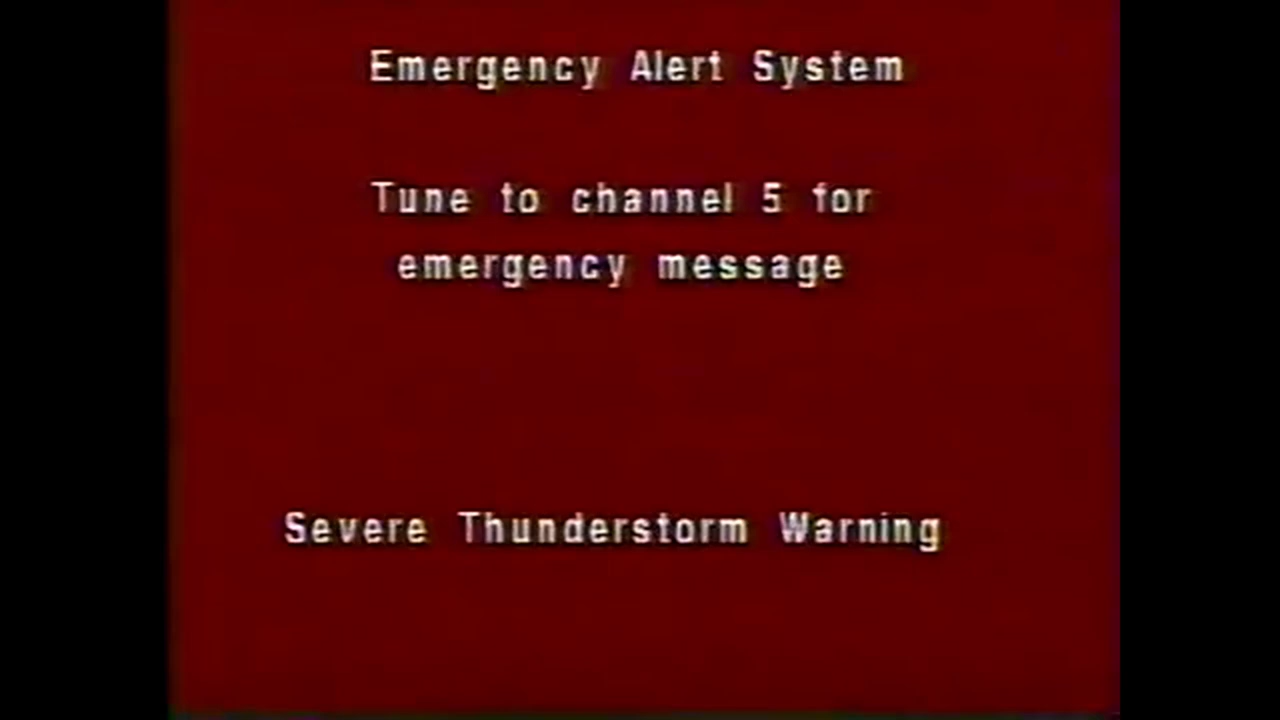 Emergency Alert System
Tune to channel 5 for
emergency message
Severe Thunderstorm Warning